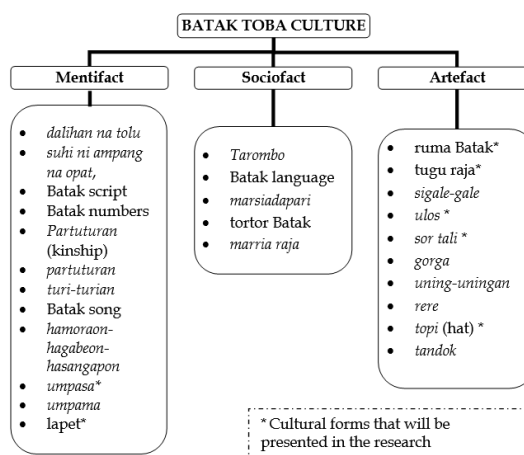 BATAK TOBA CULTURE
Mentifact
• dalihan na tolu
• suhi ni ampang
na opat,
• Batak script
• Batak numbers
• Partuturan
(kinship)
• partuturan
• turi-turian
• Batak song
• hamoraon-
hagabeon-
hasangapon
• umpasa*
• umpama
• lapet*
Sociofact
• Tarombo
• Batak language
• marsiadapari
• tortor Batak
• marria raja
Artefact
• ruma Batak*
• tugu raja*
• sigale-gale
• ulos *
• sor tali *
• gorga
• uning-uningan
• rere
• topi (hat) *
• tandok
* Cultural forms that will be
presented in the research